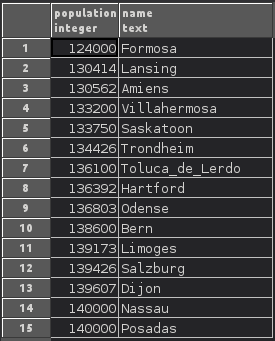 population name
integer text
1 124000 Formosa
2 130414 Lansing
3 130562 Amiens
4 133200 Villahermosa
5 133750 Saskatoon
6 134426 Trondheim
7 136100 Toluca_de_Lerdo
8 136392 Hartford
9 136803 Odense
10 138600 Bern
11 139173 Limoges
12 139426 Salzburg
13 139607 Dijon
14 140000 Nassau
15 140000 Posadas